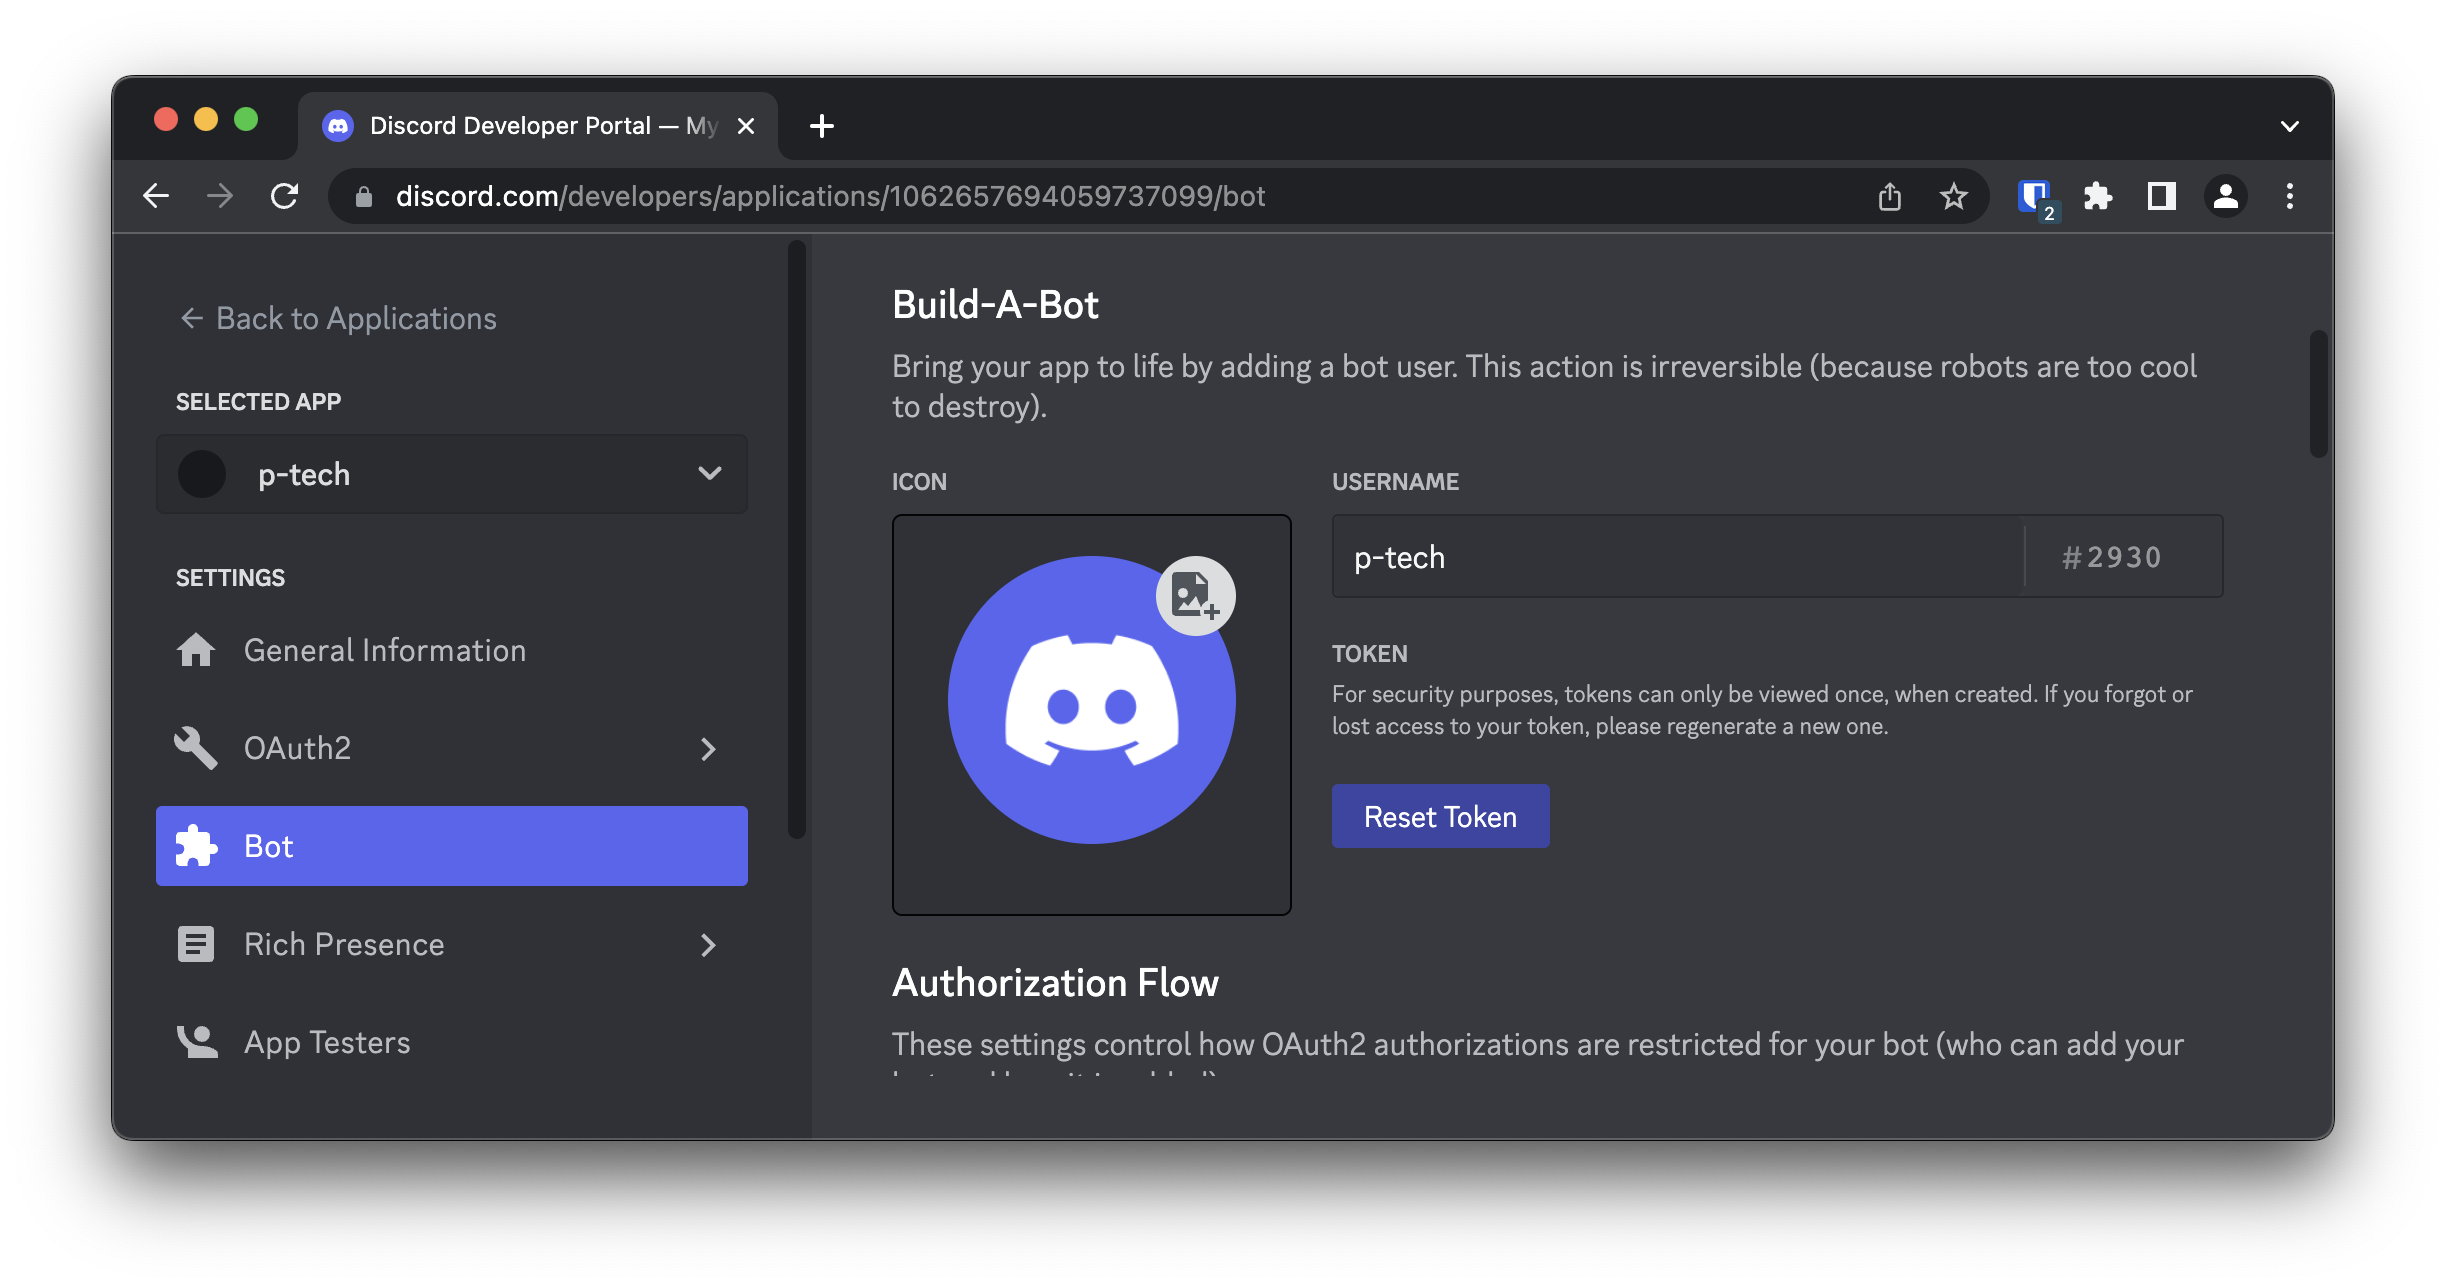 Discord Developer Portal — My
discord.com/developers/applications/1062657694059737099/bot
2
Back to Applications
SELECTED APP
p-tech
SETTINGS
General Information
OAuth2
Bot
Rich Presence
App Testers
Build-A-Bot
Bring your app to life by adding a bot user. This action is irreversible (because robots are too cool
to destroy).
ICON
USERNAME
p-tech
#2930
TOKEN
For security purposes, tokens can only be viewed once, when created. If you forgot or
lost access to your token, please regenerate a new one.
Reset Token
Authorization Flow
These settings control how OAuth2 authorizations are restricted for your bot (who can add your